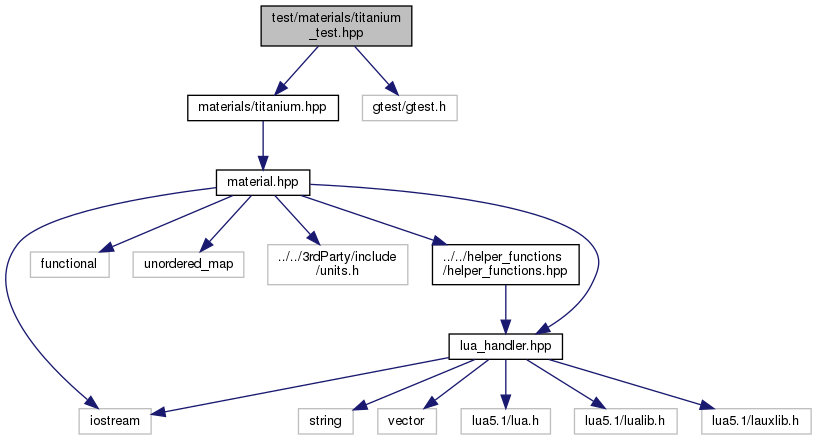 test/materials/titanium
_test.hpp
materials/titanium.hpp
gtest/gtest.h
material.hpp
functional
unordered_map
../../3rdParty/include
/units.h
../../helper_functions
/helper_functions.hpp
lua_handler.hpp
iostream
string
vector
lua5.1/lua.h
lua5.1/lualib.h
lua5.1/lauxlib.h